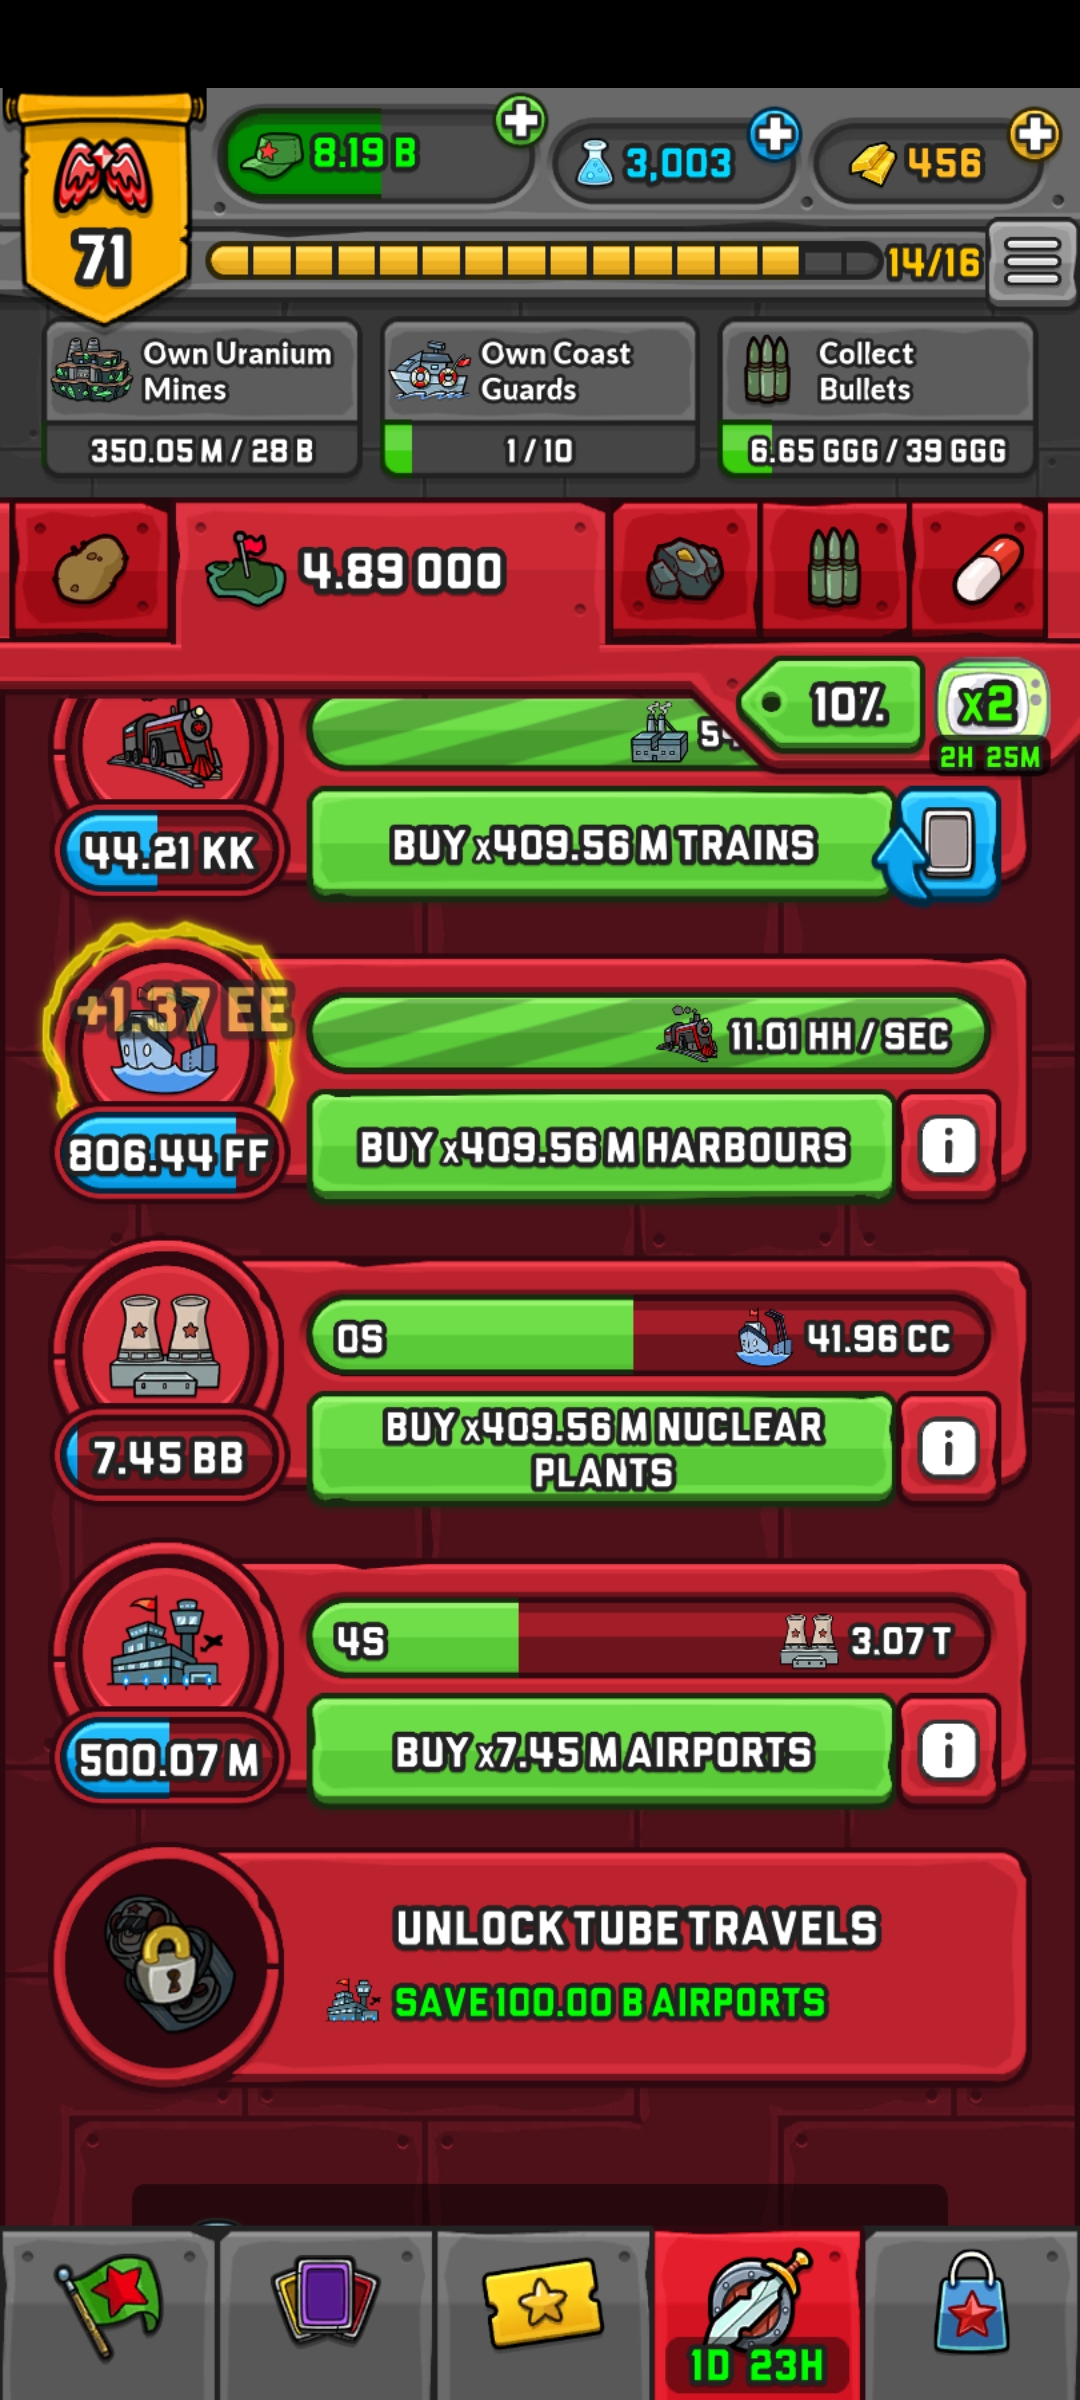 71
8.19 B
3,003
456
14/16
Own Uranium
Mines
350.05 M / 28 B
Own Coast
Guards
1 / 10
Collect
Bullets
6.65 GGG / 39 GGG
4.89 000
10%
x2
2H 25M
44.21 KK
BUY x409.56 M TRAINS
+1.37 EE
11.01 HH / SEC
806.44 FF
BUY x409.56 M HARBOURS
i
0S
41.96 CC
7.45 BB
BUY x409.56 M NUCLEAR
PLANTS
i
4S
3.07 T
500.07 M
BUY x7.45 M AIRPORTS
i
UNLOCK TUBE TRAVELS
SAVE 100.00 B AIRPORTS
1D 23H